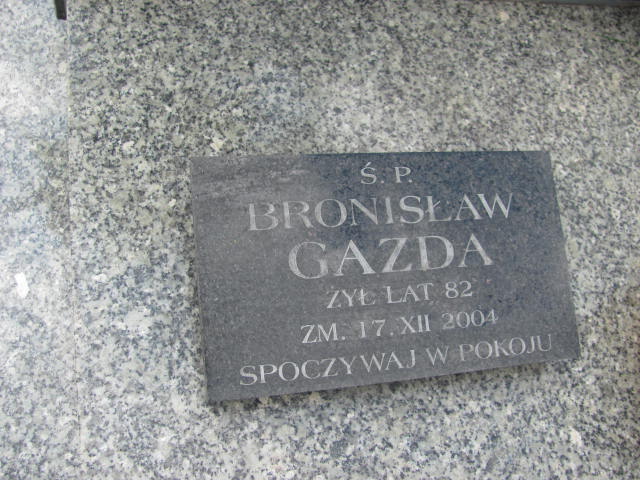 Ś. P.
BRONISŁAW
GAZDA
ŻYŁ LAT 82
ZM. 17. XII 2004
SPOCZYWAJ W POKOJU